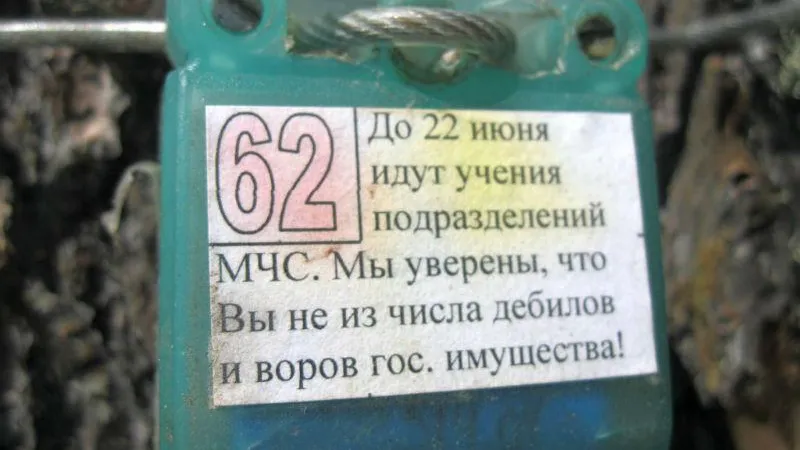 62
До 22 июня
идут учения
подразделений
МЧС. Мы уверены, что
Вы не из числа дебилов
и воров гос. имущества!